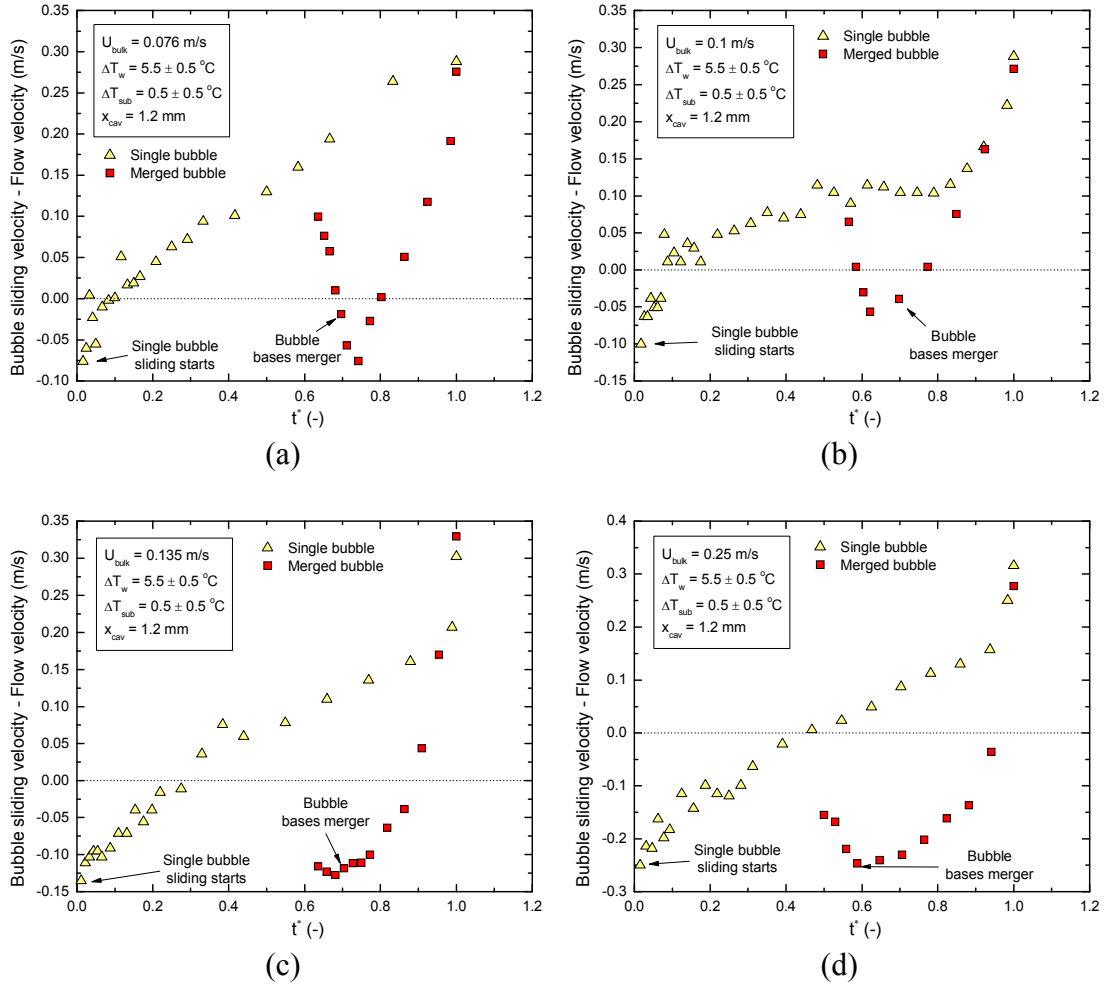 Bubble sliding velocity - Flow velocity (m/s)
0.35
0.30
0.25
0.20
0.15
0.10
0.05
0.00
-0.05
-0.10
U_bulk = 0.076 m/s
ΔT_w = 5.5 ± 0.5 °C
ΔT_sub = 0.5 ± 0.5 °C
x_cav = 1.2 mm
Single bubble
Merged bubble
Single bubble
sliding starts
Bubble
bases merger
0.0 0.2 0.4 0.6 0.8 1.0 1.2
t* (-)
(a)
Bubble sliding velocity - Flow velocity (m/s)
0.35
0.30
0.25
0.20
0.15
0.10
0.05
0.00
-0.05
-0.10
-0.15
U_bulk = 0.1 m/s
ΔT_w = 5.5 ± 0.5 °C
ΔT_sub = 0.5 ± 0.5 °C
x_cav = 1.2 mm
Single bubble
Merged bubble
Bubble
bases merger
Single bubble
sliding starts
0.0 0.2 0.4 0.6 0.8 1.0 1.2
t* (-)
(b)
Bubble sliding velocity - Flow velocity (m/s)
0.35
0.30
0.25
0.20
0.15
0.10
0.05
0.00
-0.05
-0.10
-0.15
U_bulk = 0.135 m/s
ΔT_w = 5.5 ± 0.5 °C
ΔT_sub = 0.5 ± 0.5 °C
x_cav = 1.2 mm
Single bubble
Merged bubble
Bubble
bases merger
Single bubble
sliding starts
0.0 0.2 0.4 0.6 0.8 1.0 1.2
t* (-)
(c)
Bubble sliding velocity - Flow velocity (m/s)
0.4
0.3
0.2
0.1
0.0
-0.1
-0.2
-0.3
U_bulk = 0.25 m/s
ΔT_w = 5.5 ± 0.5 °C
ΔT_sub = 0.5 ± 0.5 °C
x_cav = 1.2 mm
Single bubble
Merged bubble
Single bubble
sliding starts
Bubble
bases merger
0.0 0.2 0.4 0.6 0.8 1.0 1.2
t* (-)
(d)